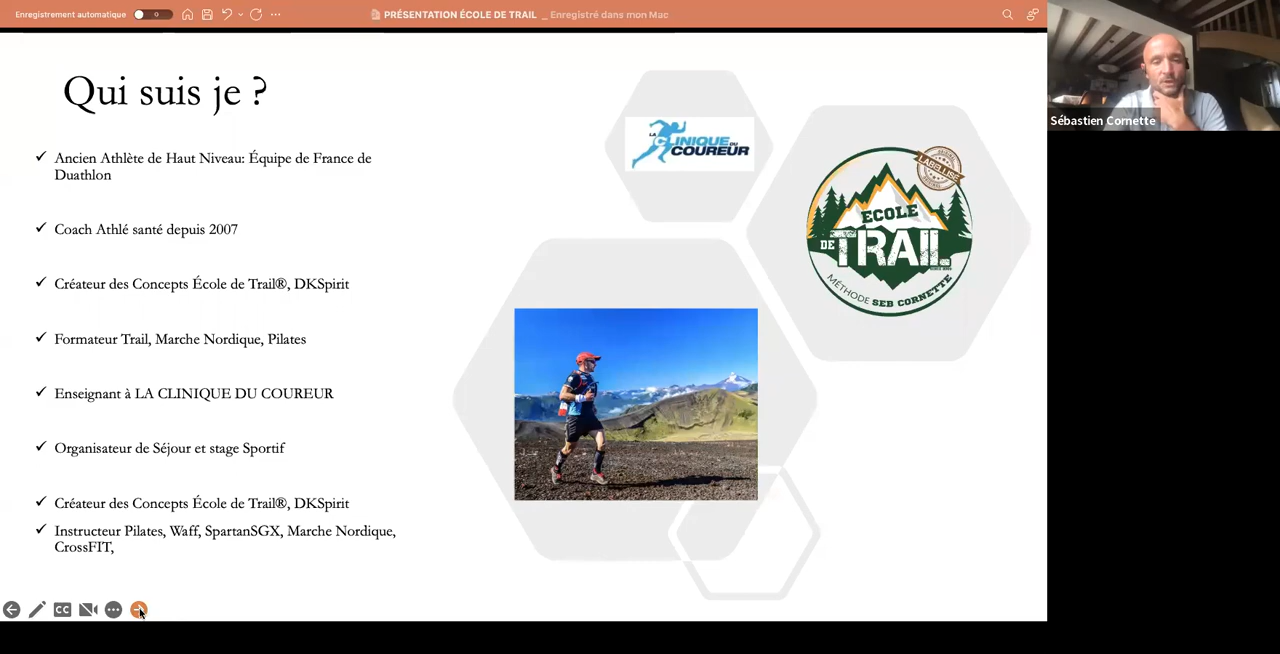 Enregistrement automatique
PRÉSENTATION ÉCOLE DE TRAIL _ Enregistré dans mon Mac
Qui suis je ?
Ancien Athlète de Haut Niveau: Équipe de France de
Duathlon
Coach Athlé santé depuis 2007
Créateur des Concepts École de Trail®, DKSpirit
Formateur Trail, Marche Nordique, Pilates
Enseignant à LA CLINIQUE DU COUREUR
Organisateur de Séjour et stage Sportif
Créateur des Concepts École de Trail®, DKSpirit
Instructeur Pilates, Waff, SpartanSGX, Marche Nordique,
CrossFIT,
LA
CLINIQUE DU
COUREUR
LABELLISÉ
ECOLE
DE TRAIL
MÉTHODE SEB CORNETTE
Sébastien Cornette
CC